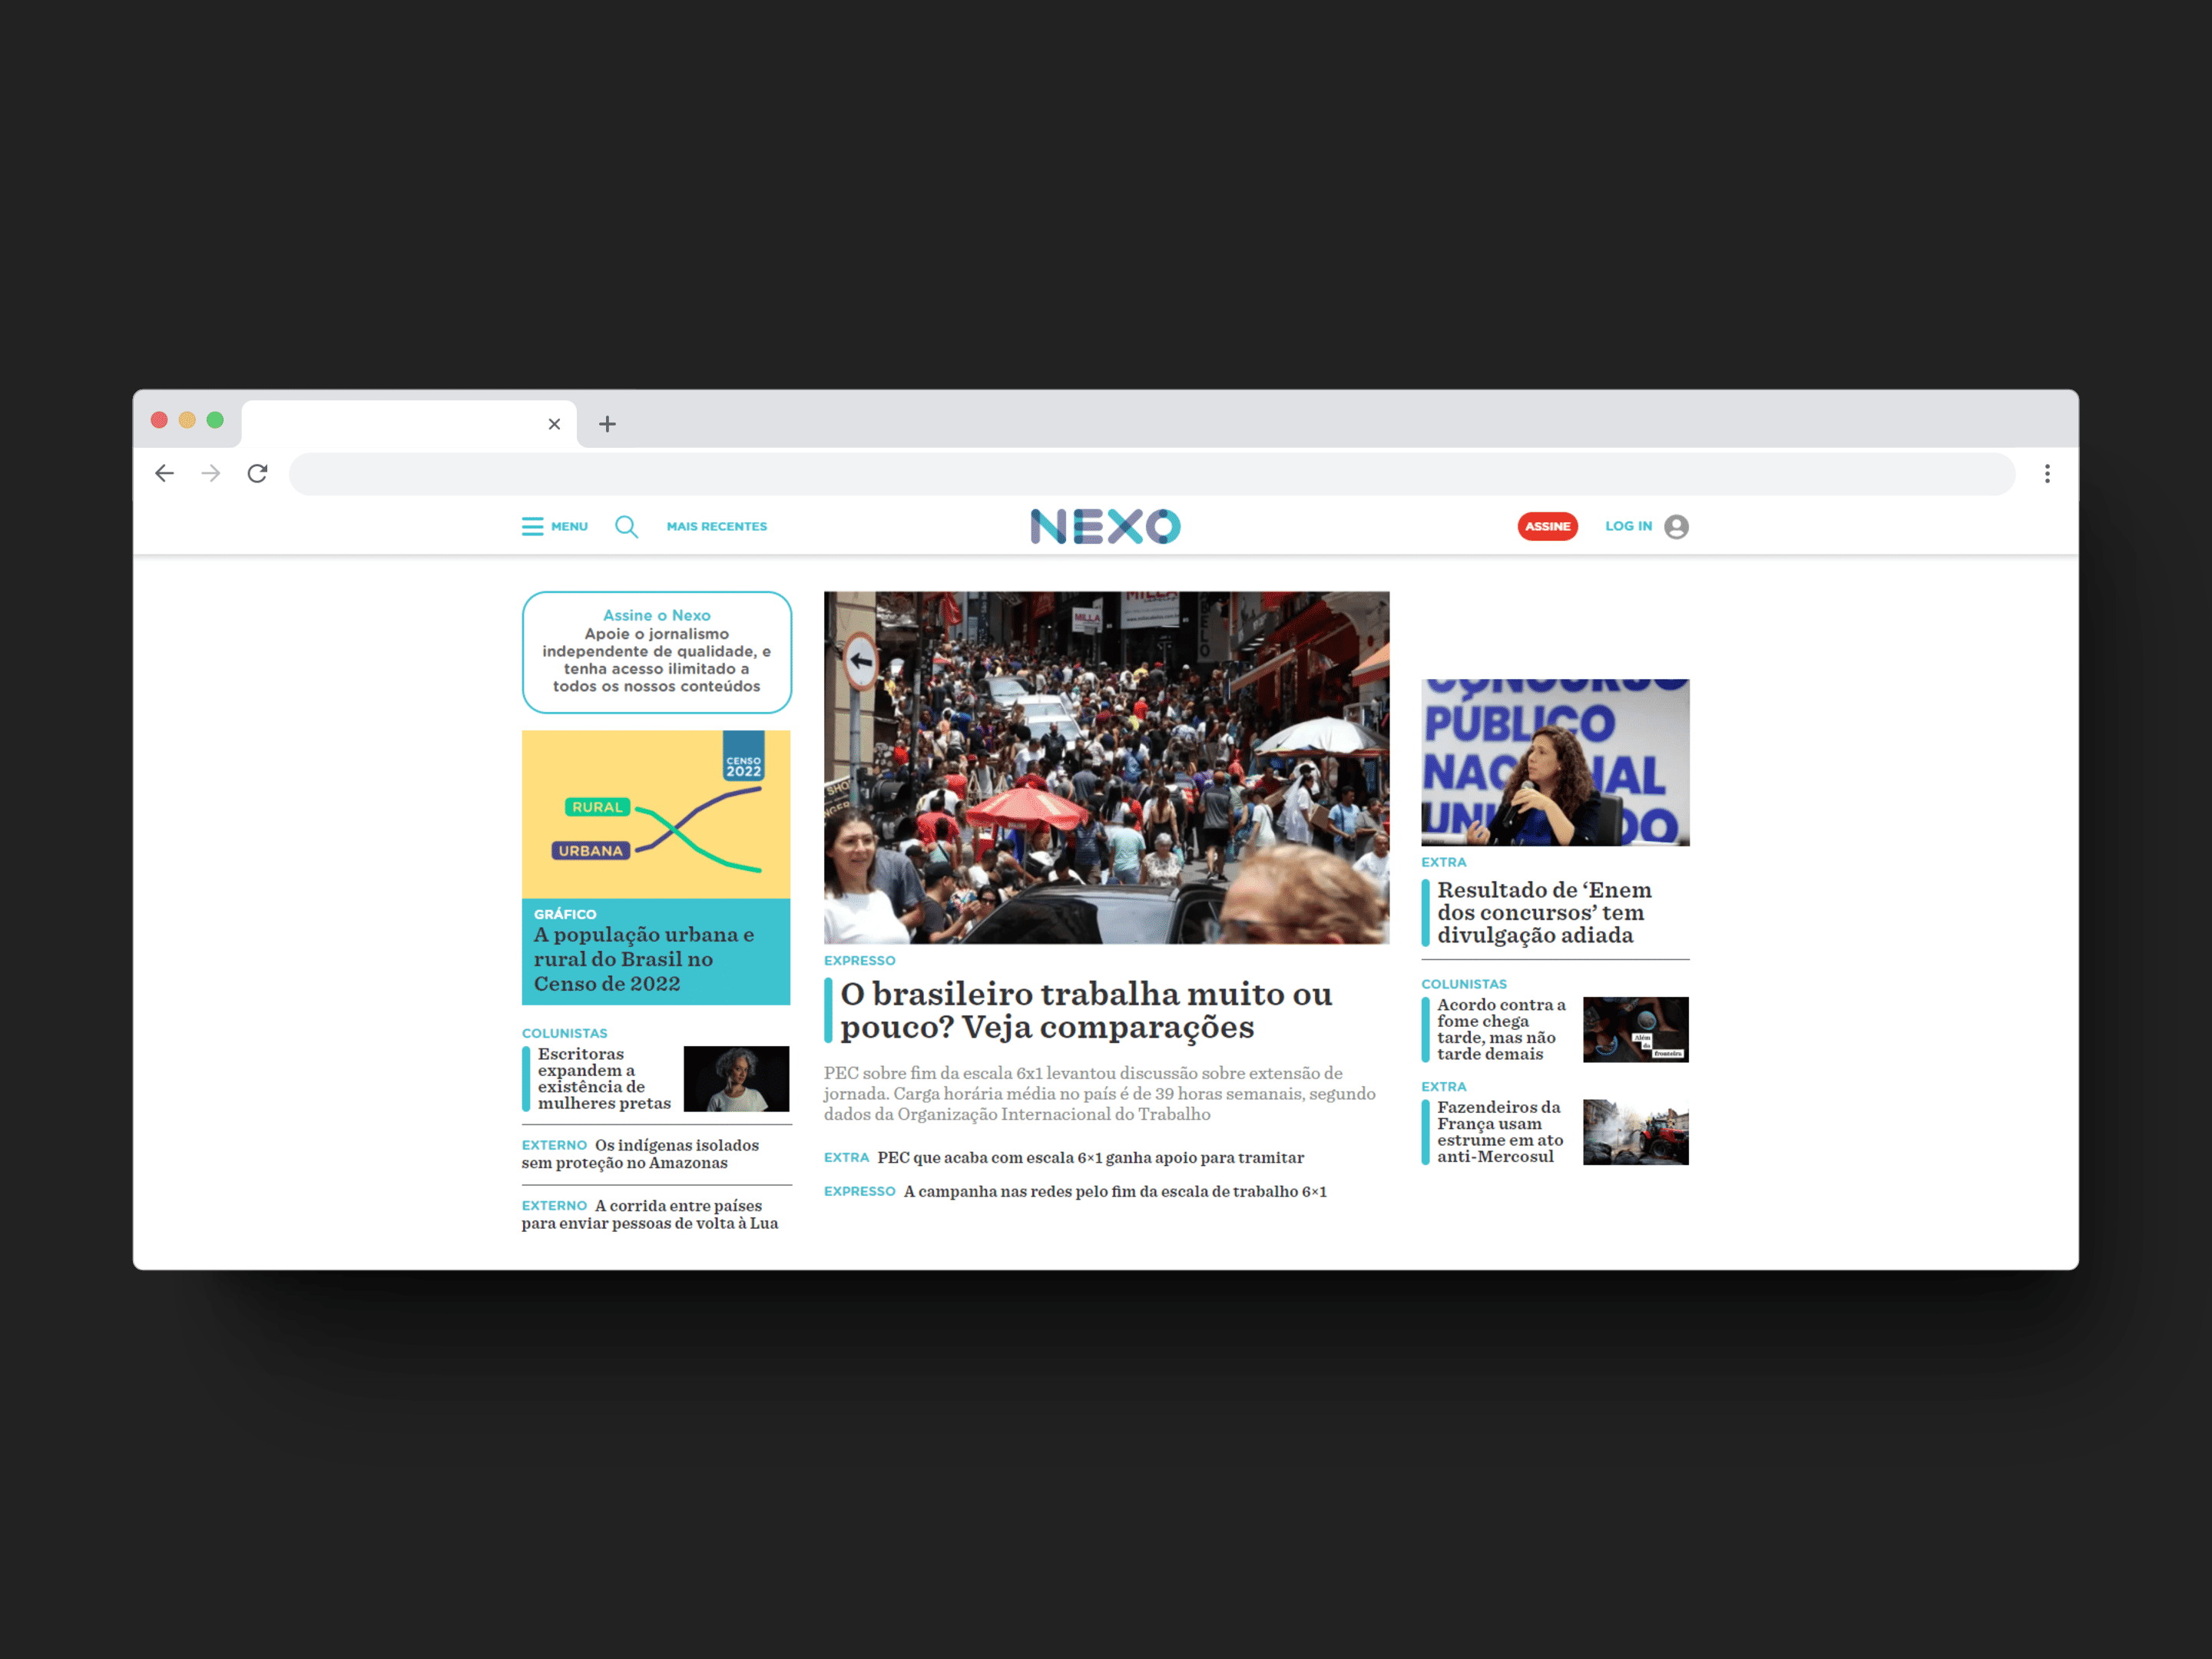 MENU
MAIS RECENTES
NEXO
ASSINE
LOG IN
Assine o Nexo
Apoie o jornalismo
independente de qualidade, e
tenha acesso ilimitado a
todos os nossos conteúdos
CENSO
2022
RURAL
URBANA
GRÁFICO
A população urbana e
rural do Brasil no
Censo de 2022
COLUNISTAS
Escritoras
expandem a
existência de
mulheres pretas
EXTERNO Os indígenas isolados
sem proteção no Amazonas
EXTERNO A corrida entre países
para enviar pessoas de volta à Lua
MILLA
MILLA
EXPRESSO
O brasileiro trabalha muito ou
pouco? Veja comparações
PEC sobre fim da escala 6x1 levantou discussão sobre extensão de
jornada. Carga horária média no país é de 39 horas semanais, segundo
dados da Organização Internacional do Trabalho
EXTRA PEC que acaba com escala 6×1 ganha apoio para tramitar
EXPRESSO A campanha nas redes pelo fim da escala de trabalho 6×1
CONCURSO
PÚBLICO
NAC IAL
UNI DO
EXTRA
Resultado de ‘Enem
dos concursos’ tem
divulgação adiada
COLUNISTAS
Acordo contra a
fome chega
tarde, mas não
tarde demais
Além
da
fronteira
EXTRA
Fazendeiros da
França usam
estrume em ato
anti-Mercosul